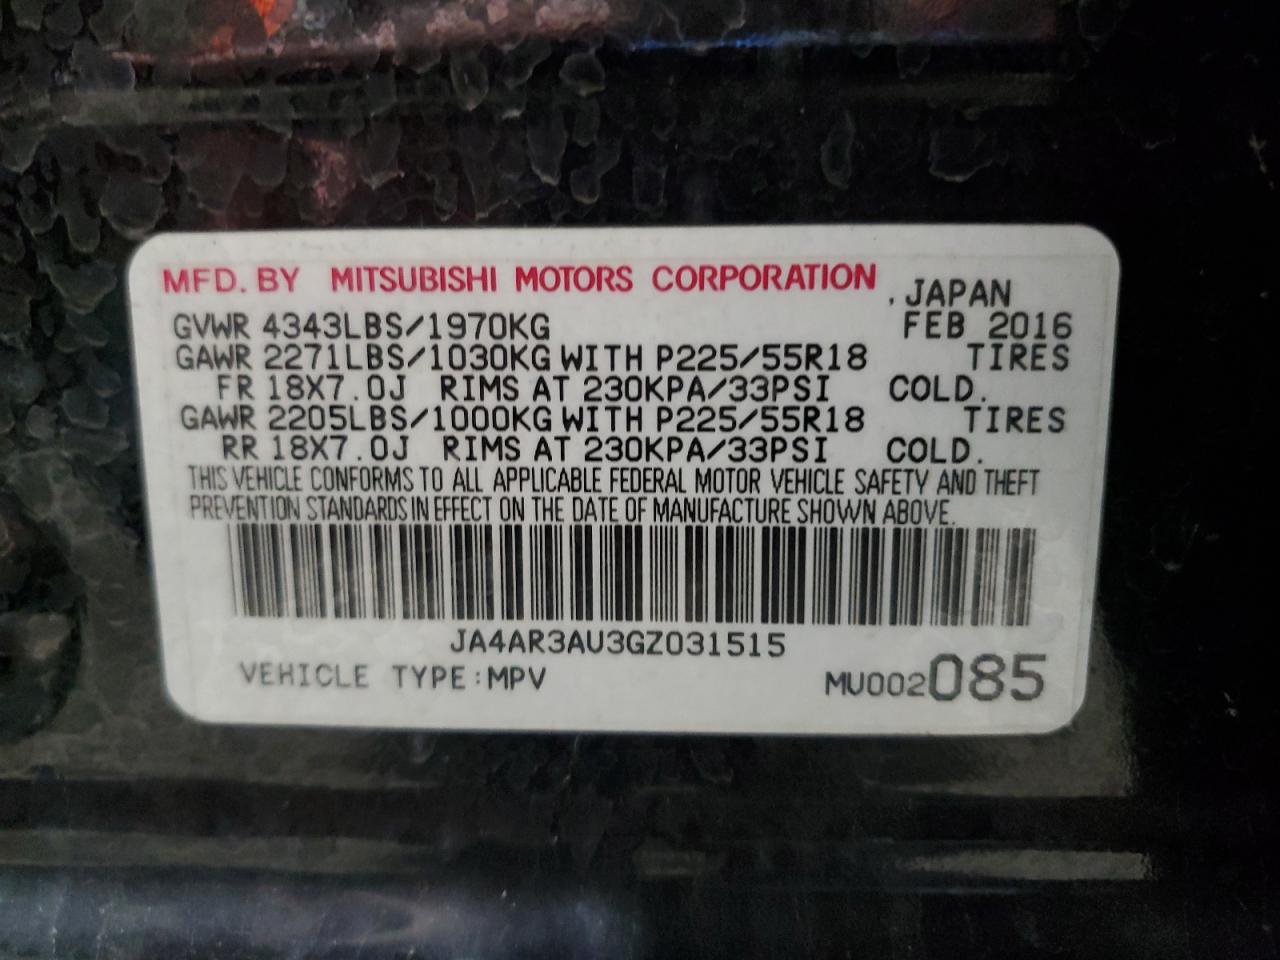 MFD. BY MITSUBISHI MOTORS CORPORATION , JAPAN
GVWR 4343LBS/1970KG FEB 2016
GAWR 2271LBS/1030KG WITH P225/55R18 TIRES
FR 18X7.0J RIMS AT 230KPA/33PSI COLD.
GAWR 2205LBS/1000KG WITH P225/55R18 TIRES
RR 18X7.0J RIMS AT 230KPA/33PSI COLD.
THIS VEHICLE CONFORMS TO ALL APPLICABLE FEDERAL MOTOR VEHICLE SAFETY AND THEFT
PREVENTION STANDARDS IN EFFECT ON THE DATE OF MANUFACTURE SHOWN ABOVE.
JA4AR3AU3GZ031515
VEHICLE TYPE:MPV MU002085